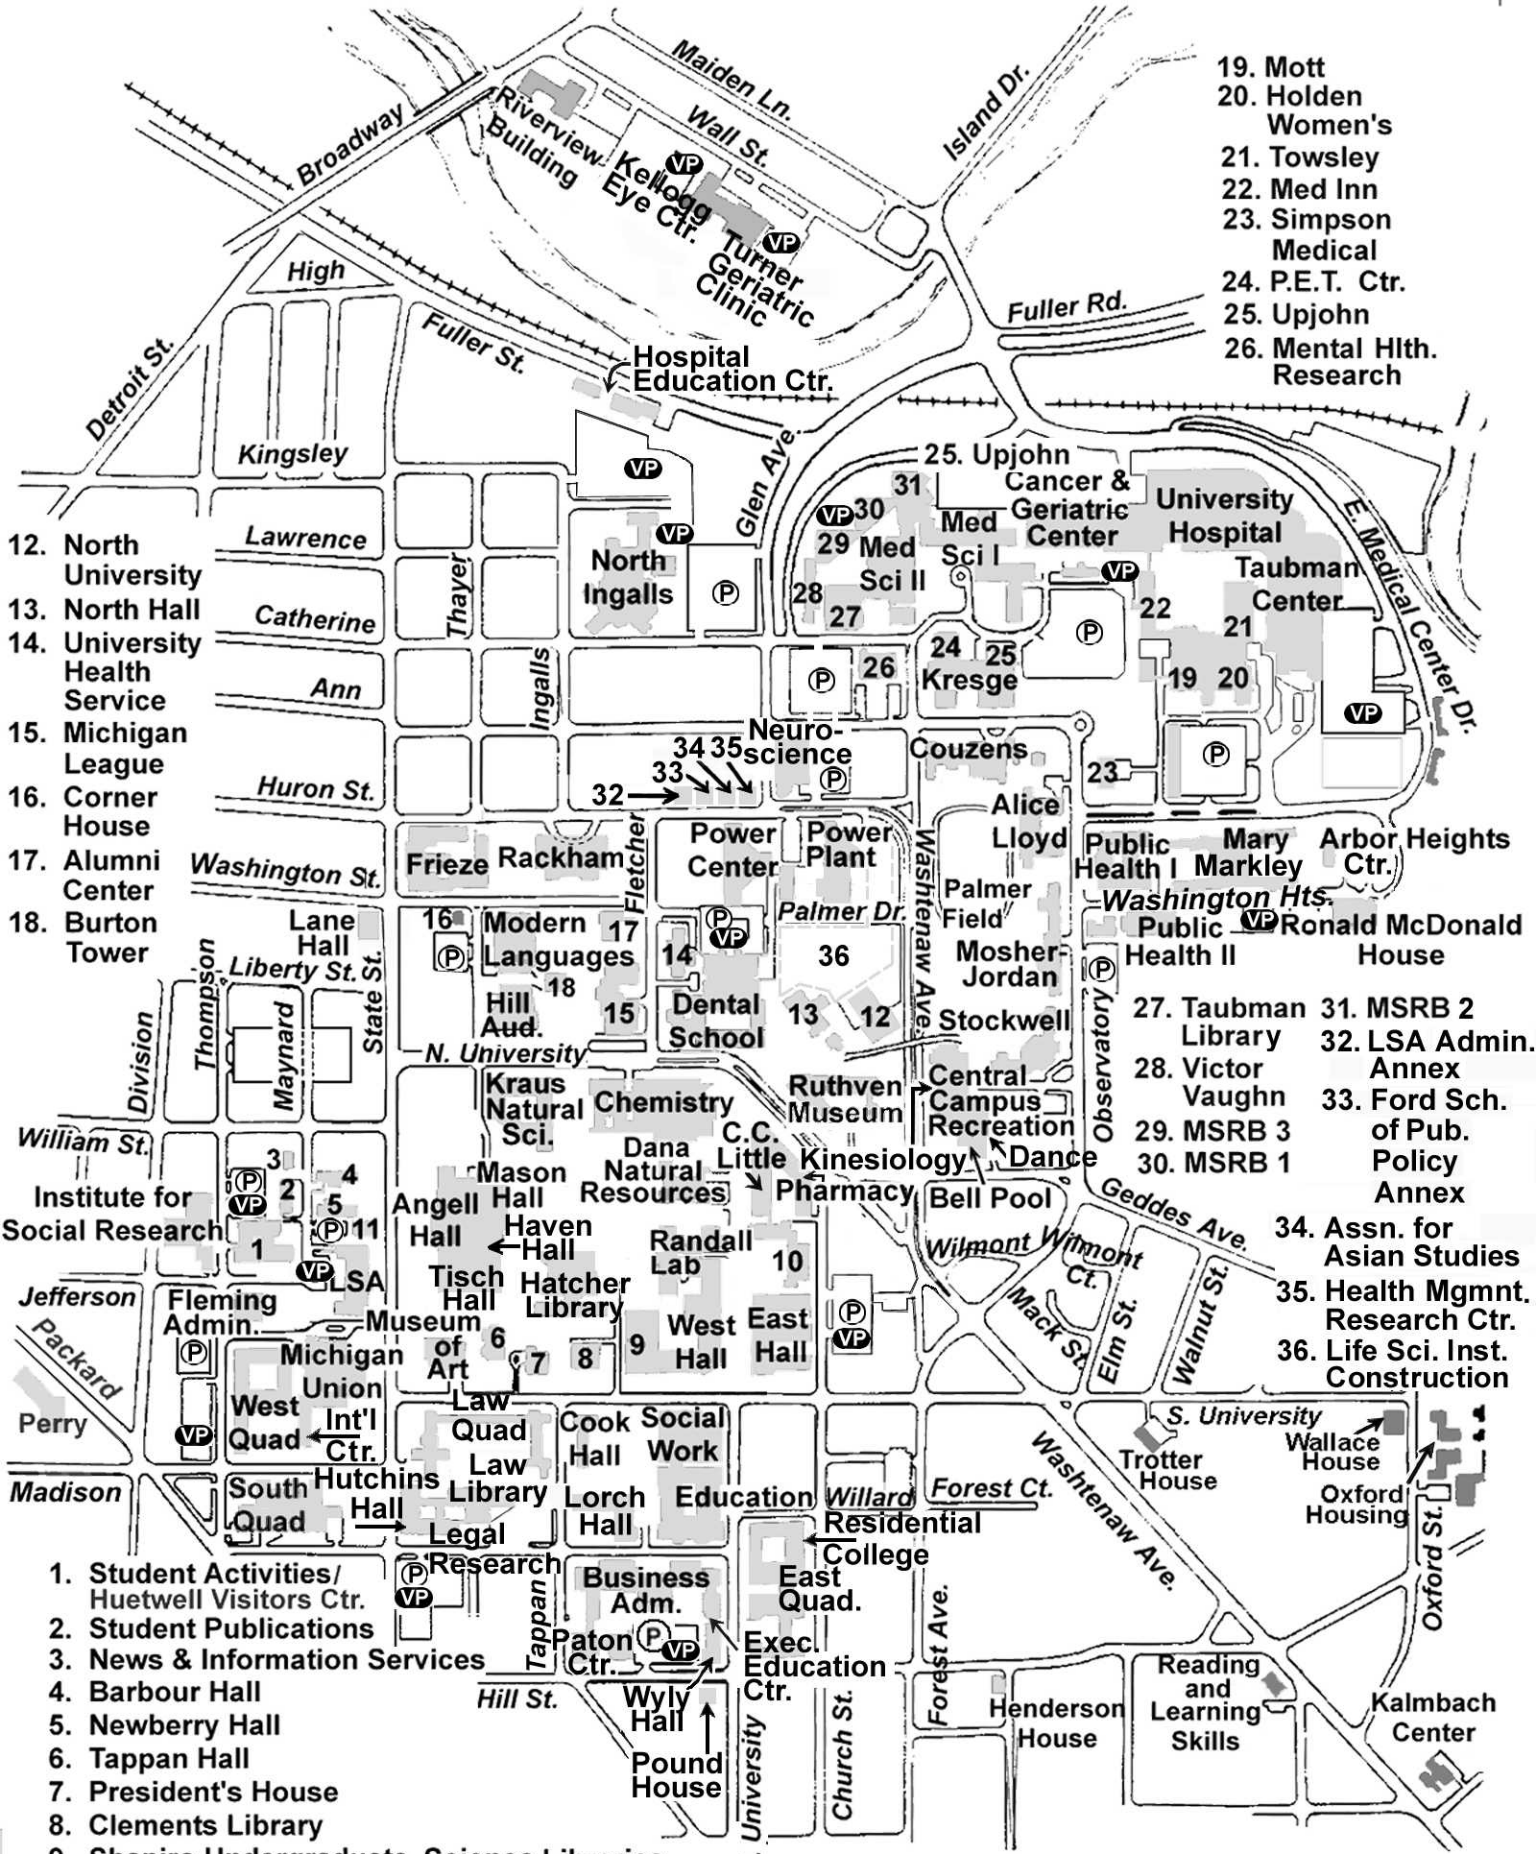 Maiden Ln.
Wall St.
Island Dr.
Broadway
Riverview
Building
VP
Kellogg
Eye Ctr.
VP
Turner
Geriatric
Clinic
19. Mott
20. Holden
Women's
21. Towsley
22. Med Inn
23. Simpson
Medical
24. P.E.T. Ctr.
25. Upjohn
26. Mental Hlth.
Research
High
Fuller Rd.
Fuller St.
Detroit St.
Hospital
Education Ctr.
Kingsley
VP
Glen Ave.
25. Upjohn
Cancer &
Geriatric
Center
31
VP
30
29
Med
Sci II
Med
Sci I
28
27
University
Hospital
E. Medical Center Dr.
Taubman
Center
VP
22
21
P
19
20
VP
12. North
University
13. North Hall
14. University
Health
Service
15. Michigan
League
16. Corner
House
17. Alumni
Center
18. Burton
Tower
Lawrence
Thayer
Catherine
Ingalls
Ann
Huron St.
Washington St.
North
Ingalls
VP
P
P
26
24
25
Kresge
Neuro-
science
P
34 35
33
32
Couzens
23
P
Alice
Lloyd
Frieze
Rackham
Fletcher
Power
Center
Power
Plant
Washtenaw Ave.
Public
Health I
Mary
Markley
Arbor Heights
Ctr.
Washington Hts.
Palmer
Field
Palmer Dr.
Public
Health II
VP
Ronald McDonald
House
Lane
Hall
16
P
Modern
Languages
17
14
P
VP
36
Mosher-
Jordan
P
Liberty St.
State St.
Thompson
Division
Maynard
18
Hill
Aud.
15
Dental
School
13
12
Stockwell
Observatory
N. University
27. Taubman
Library
28. Victor
Vaughn
29. MSRB 3
30. MSRB 1
31. MSRB 2
32. LSA Admin.
Annex
33. Ford Sch.
of Pub.
Policy
Annex
34. Assn. for
Asian Studies
35. Health Mgmnt.
Research Ctr.
36. Life Sci. Inst.
Construction
Kraus
Natural
Sci.
Chemistry
Ruthven
Museum
Central
Campus
Recreation
Dana
Natural
Resources
C.C.
Little
Kinesiology
Dance
Pharmacy
Bell Pool
William St.
3
P
VP
2
4
5
P
11
1
VP
LSA
Institute for
Social Research
Mason
Hall
Angell
Hall
Haven
Hall
Tisch
Hall
Hatcher
Library
Randall
Lab
10
Geddes Ave.
Wilmont
Wilmont
Ct.
Mack St.
Elm St.
Walnut St.
Jefferson
Packard
Fleming
Admin.
P
Museum
of
Art
6
7
8
9
West
Hall
East
Hall
P
VP
Michigan
Union
West
Quad
Int'l
Ctr.
VP
Perry
Law
Quad
Cook
Hall
Social
Work
S. University
Trotter
House
Wallace
House
Oxford
Housing
Oxford St.
Madison
South
Quad
Hutchins
Hall
Law
Library
Legal
Research
Lorch
Hall
Education
Willard
Forest Ct.
Washtenaw Ave.
Residential
College
East
Quad.
P
VP
Tappan
Business
Adm.
Paton
Ctr.
P
VP
Exec.
Education
Ctr.
Wyly
Hall
Pound
House
Hill St.
University
Church St.
Forest Ave.
Henderson
House
Reading
and
Learning
Skills
Kalmbach
Center
1. Student Activities/
Huetwell Visitors Ctr.
2. Student Publications
3. News & Information Services
4. Barbour Hall
5. Newberry Hall
6. Tappan Hall
7. President's House
8. Clements Library